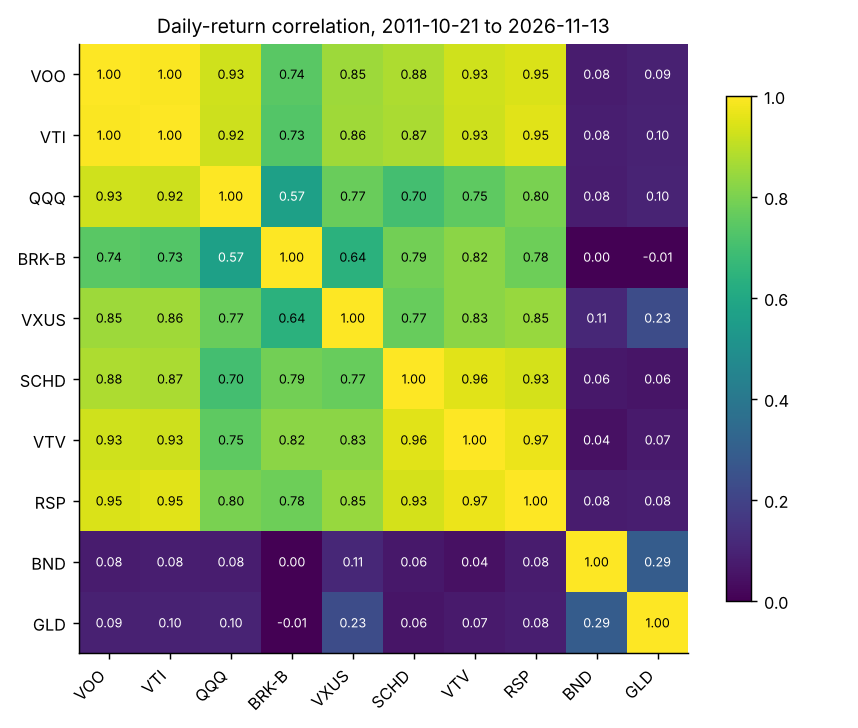 Daily-return correlation, 2011-10-21 to 2026-11-13
VOO 1.00 1.00 0.93 0.74 0.85 0.88 0.93 0.95 0.08 0.09
VTI 1.00 1.00 0.92 0.73 0.86 0.87 0.93 0.95 0.08 0.10
QQQ 0.93 0.92 1.00 0.57 0.77 0.70 0.75 0.80 0.08 0.10
BRK-B 0.74 0.73 0.57 1.00 0.64 0.79 0.82 0.78 0.00 -0.01
VXUS 0.85 0.86 0.77 0.64 1.00 0.77 0.83 0.85 0.11 0.23
SCHD 0.88 0.87 0.70 0.79 0.77 1.00 0.96 0.93 0.06 0.06
VTV 0.93 0.93 0.75 0.82 0.83 0.96 1.00 0.97 0.04 0.07
RSP 0.95 0.95 0.80 0.78 0.85 0.93 0.97 1.00 0.08 0.08
BND 0.08 0.08 0.08 0.00 0.11 0.06 0.04 0.08 1.00 0.29
GLD 0.09 0.10 0.10 -0.01 0.23 0.06 0.07 0.08 0.29 1.00
VOO VTI QQQ BRK-B VXUS SCHD VTV RSP BND GLD
1.0
0.8
0.6
0.4
0.2
0.0